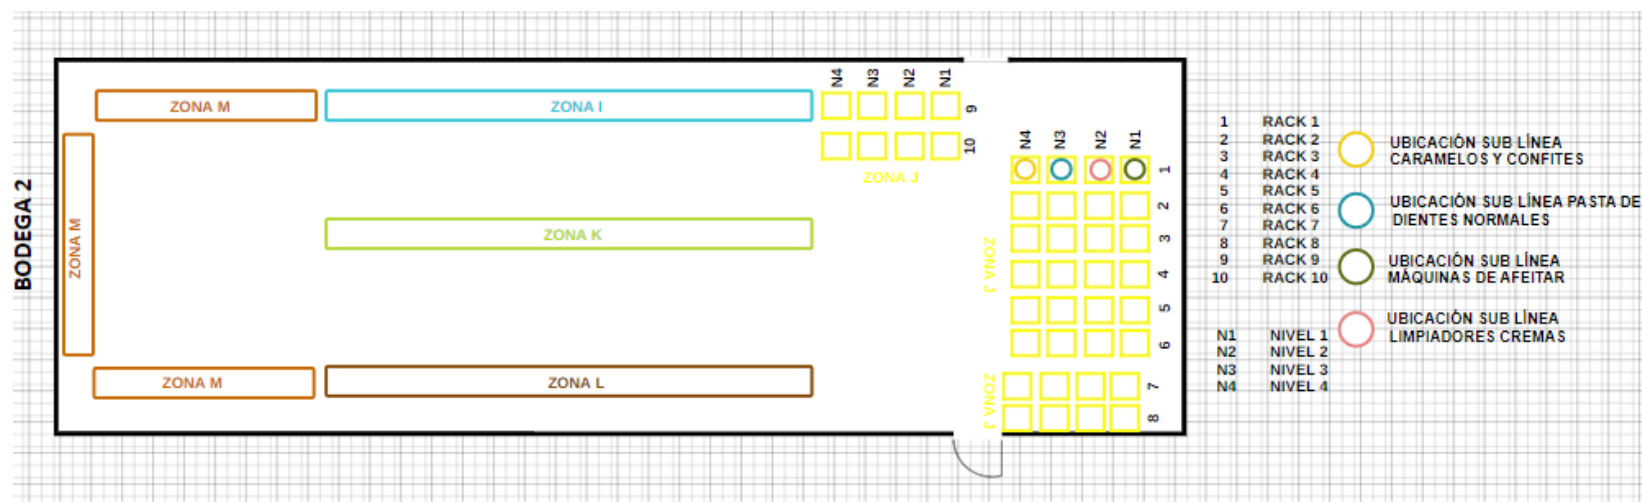 BODEGA 2
ZONA M
ZONA I
N4 N3 N2 N1
9
10
ZONA J
ZONA M
ZONA K
ZONA M
ZONA L
N4 N3 N2 N1
1
2
3
4
5
6
ZONA J
7
8
ZONA J
1 RACK 1
2 RACK 2
3 RACK 3
4 RACK 4
5 RACK 5
6 RACK 6
7 RACK 7
8 RACK 8
9 RACK 9
10 RACK 10
N1 NIVEL 1
N2 NIVEL 2
N3 NIVEL 3
N4 NIVEL 4
UBICACIÓN SUB LÍNEA
CARAMELOS Y CONFITES
UBICACIÓN SUB LÍNEA PASTA DE
DIENTES NORMALES
UBICACIÓN SUB LÍNEA
MÁQUINAS DE AFEITAR
UBICACIÓN SUB LÍNEA
LIMPIADORES CREMAS